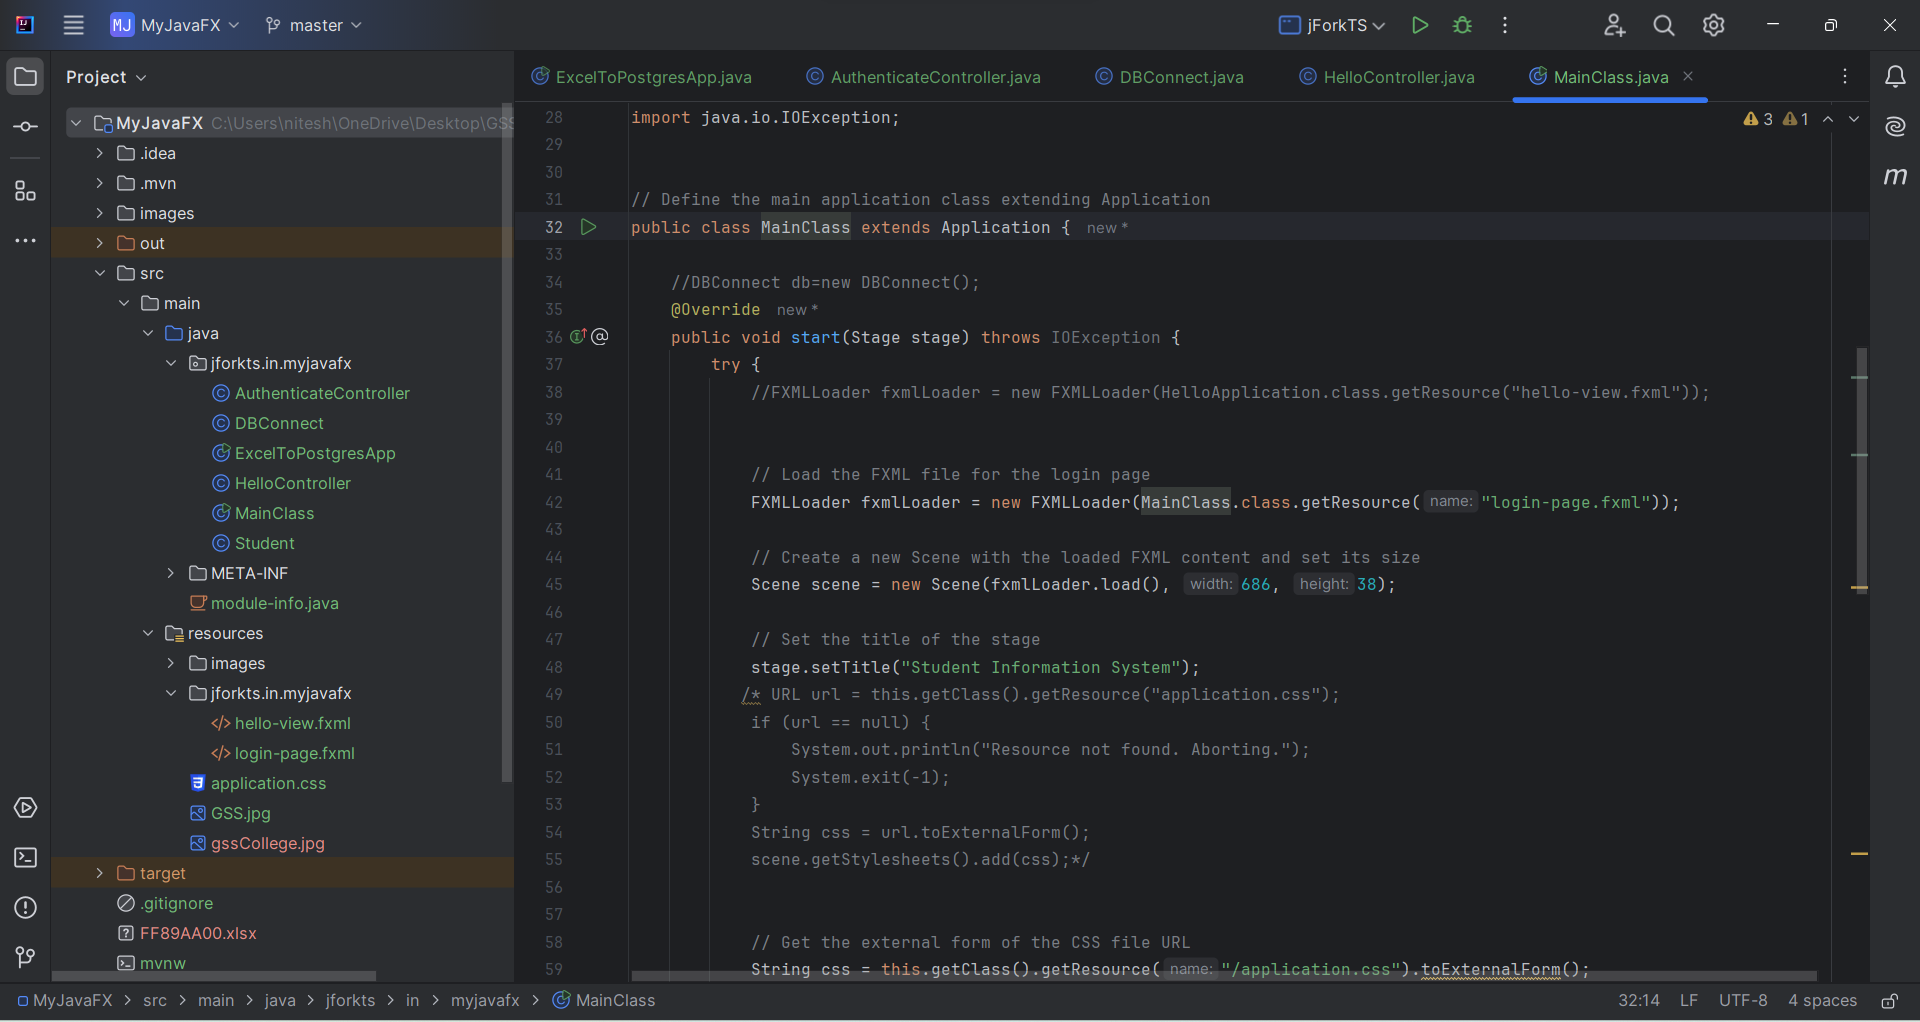 MJ MyJavaFX master jForkTS
Project
ExcelToPostgresApp.java AuthenticateController.java DBConnect.java HelloController.java MainClass.java
MyJavaFX C:\Users\nitesh\OneDrive\Desktop\GSS
.idea
.mvn
images
out
src
main
java
jforkts.in.myjavafx
AuthenticateController
DBConnect
ExcelToPostgresApp
HelloController
MainClass
Student
META-INF
module-info.java
resources
images
jforkts.in.myjavafx
hello-view.fxml
login-page.fxml
application.css
GSS.jpg
gssCollege.jpg
target
.gitignore
FF89AA00.xlsx
mvnw
3 1
28 import java.io.IOException;
29
30
31 // Define the main application class extending Application
32 public class MainClass extends Application { new *
33
34 //DBConnect db=new DBConnect();
35 @Override new *
36 public void start(Stage stage) throws IOException {
37 try {
38 //FXMLLoader fxmlLoader = new FXMLLoader(HelloApplication.class.getResource("hello-view.fxml"));
39
40
41 // Load the FXML file for the login page
42 FXMLLoader fxmlLoader = new FXMLLoader(MainClass.class.getResource( name: "login-page.fxml"));
43
44 // Create a new Scene with the loaded FXML content and set its size
45 Scene scene = new Scene(fxmlLoader.load(), width: 686, height: 38);
46
47 // Set the title of the stage
48 stage.setTitle("Student Information System");
49 /* URL url = this.getClass().getResource("application.css");
50 if (url == null) {
51 System.out.println("Resource not found. Aborting.");
52 System.exit(-1);
53 }
54 String css = url.toExternalForm();
55 scene.getStylesheets().add(css);*/
56
57
58 // Get the external form of the CSS file URL
59 String css = this.getClass().getResource( name: "/application.css").toExternalForm();
m
MyJavaFX > src > main > java > jforkts > in > myjavafx > MainClass
32:14 LF UTF-8 4 spaces